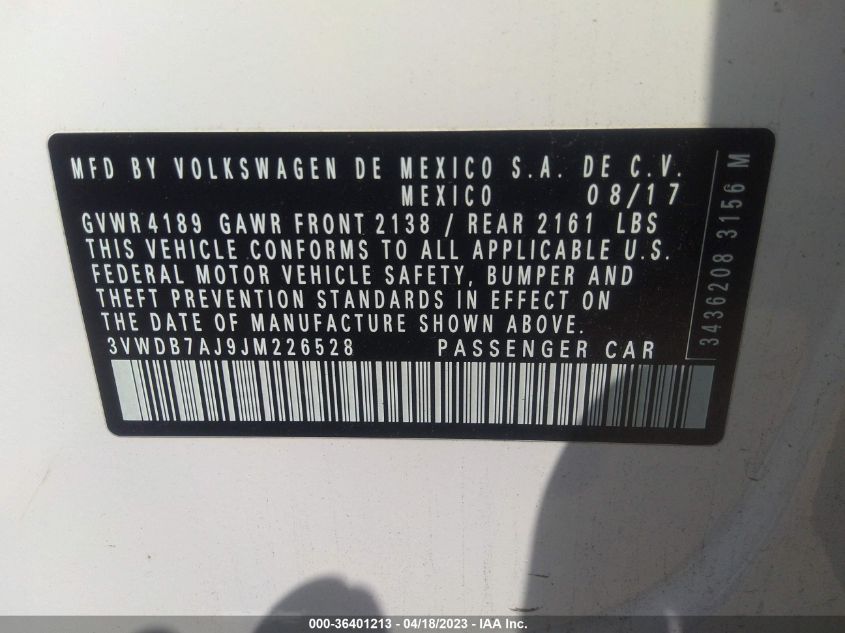 MFD BY VOLKSWAGEN DE MEXICO S.A. DE C.V.
MEXICO 08/17
GVWR 4189 GAWR FRONT 2138 / REAR 2161 LBS
THIS VEHICLE CONFORMS TO ALL APPLICABLE U.S.
FEDERAL MOTOR VEHICLE SAFETY, BUMPER AND
THEFT PREVENTION STANDARDS IN EFFECT ON
THE DATE OF MANUFACTURE SHOWN ABOVE.
3VWDB7AJ9JM226528 PASSENGER CAR
3436208 3156 M
000-36401213 - 04/18/2023 - IAA Inc.